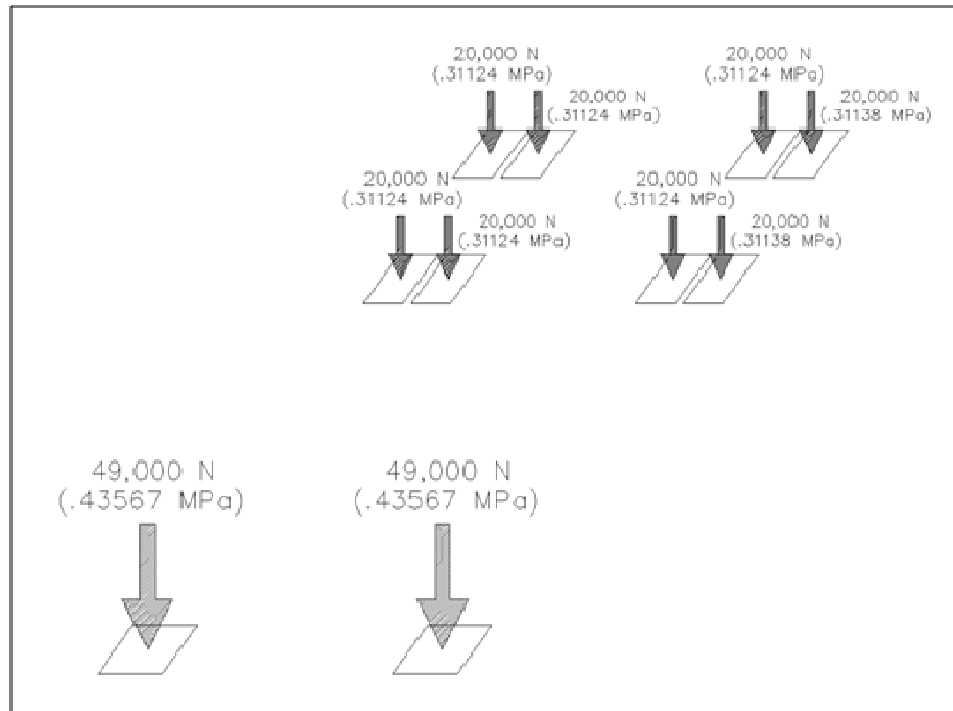 20,000 N
(.31124 MPa)
20,000 N
(.31124 MPa)
20,000 N
(.31124 MPa)
20,000 N
(.31138 MPa)
20,000 N
(.31124 MPa)
20,000 N
(.31124 MPa)
20,000 N
(.31124 MPa)
20,000 N
(.31138 MPa)
49,000 N
(.43567 MPa)
49,000 N
(.43567 MPa)